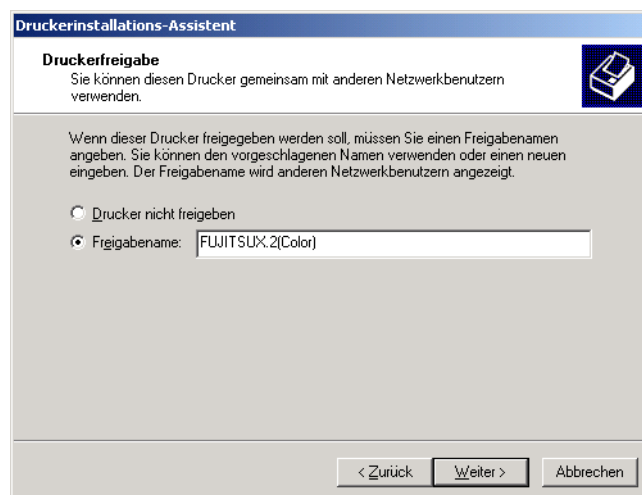 Druckerinstallations-Assistent
Druckerfreigabe
Sie können diesen Drucker gemeinsam mit anderen Netzwerkbenutzern
verwenden.
Wenn dieser Drucker freigegeben werden soll, müssen Sie einen Freigabenamen
angeben. Sie können den vorgeschlagenen Namen verwenden oder einen neuen
eingeben. Der Freigabename wird anderen Netzwerkbenutzern angezeigt.
Drucker nicht freigeben
Freigabename: FUJITSUX.2(Color)
< Zurück Weiter > Abbrechen